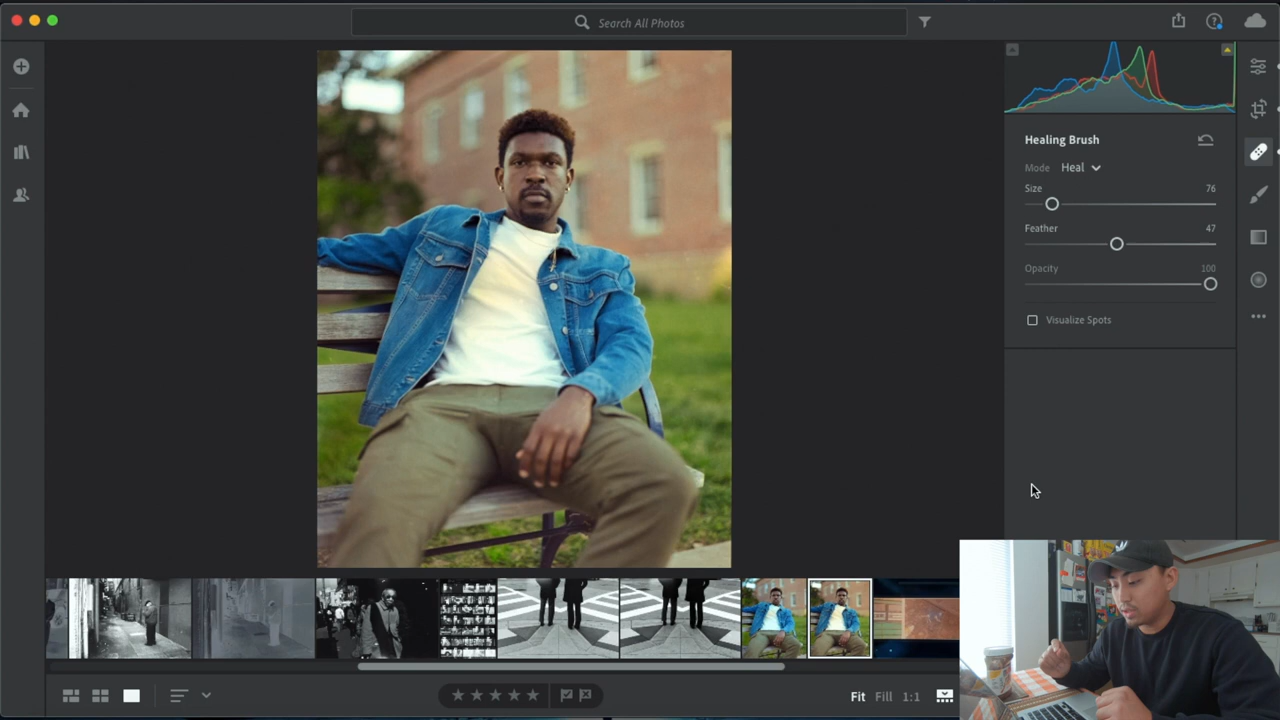 Search All Photos
Healing Brush
Mode Heal
Size 76
Feather 47
Opacity 100
Visualize Spots
Fit Fill 1:1